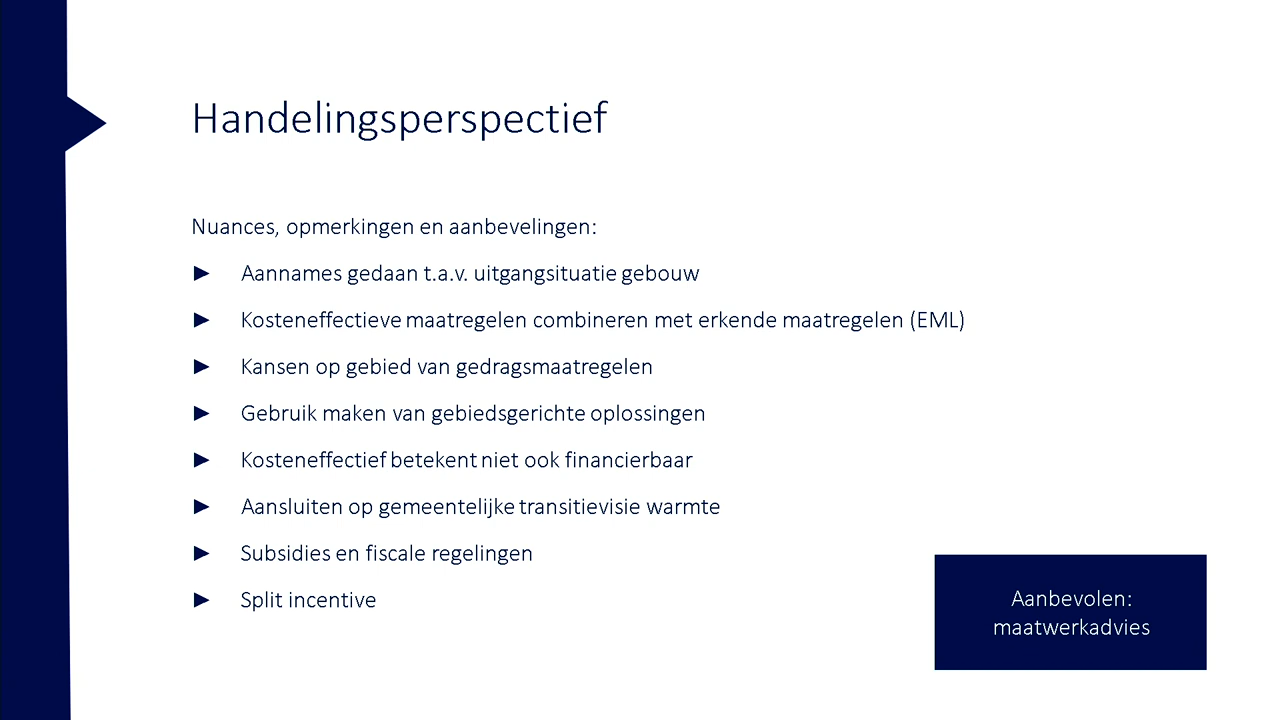 Handelingsperspectief
Nuances, opmerkingen en aanbevelingen:
► Aannames gedaan t.a.v. uitgangsituatie gebouw
► Kosteneffectieve maatregelen combineren met erkende maatregelen (EML)
► Kansen op gebied van gedragsmaatregelen
► Gebruik maken van gebiedsgerichte oplossingen
► Kosteneffectief betekent niet ook financierbaar
► Aansluiten op gemeentelijke transitievisie warmte
► Subsidies en fiscale regelingen
► Split incentive
Aanbevolen:
maatwerkadvies